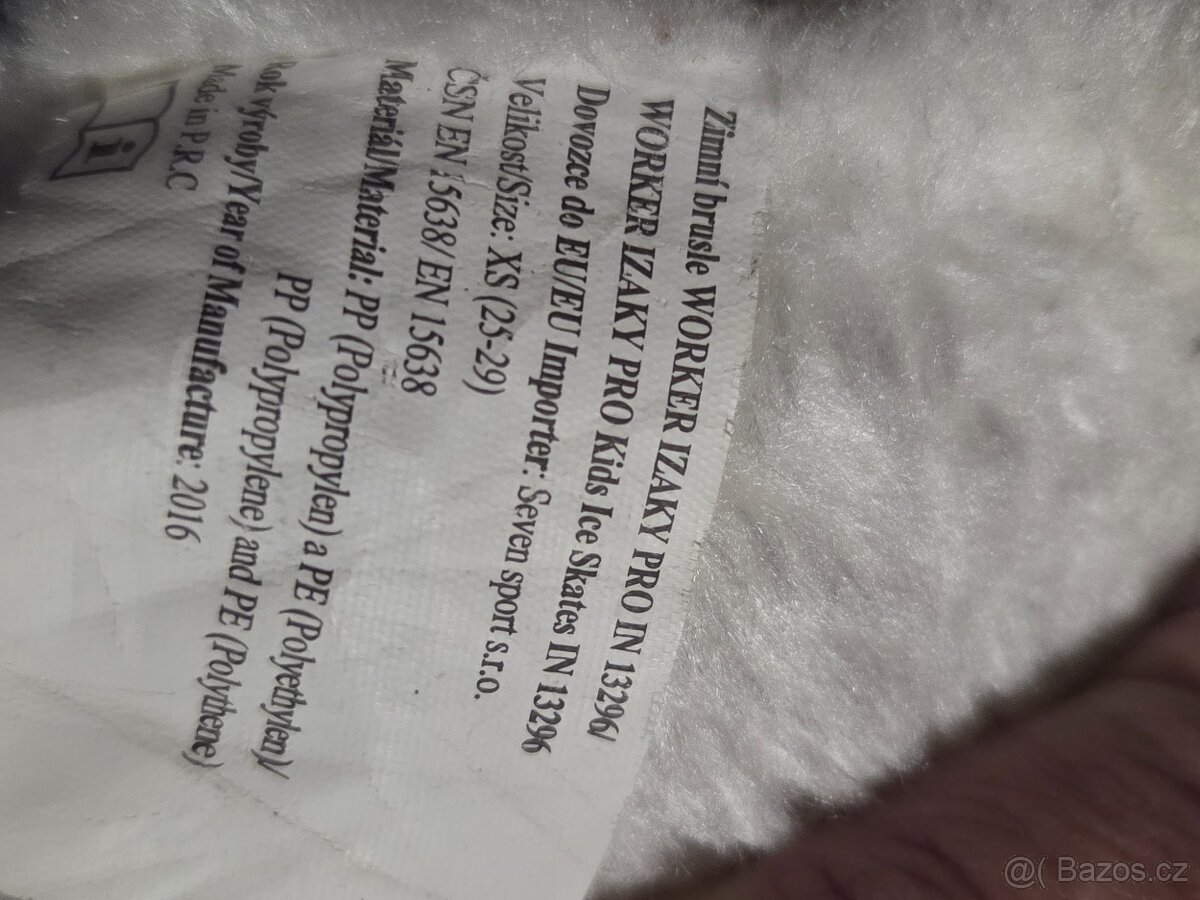 Zimní brusle WORKER IZAKY PRO IN 13296/
WORKER IZAKY PRO Kids Ice Skates IN 13296
Dovozce do EU/EU Importer: Seven sport s.r.o.
Velikost/Size: XS (25-29)
ČSN EN 15638/ EN 15638
Materiál/Material: PP (Polypropylen) a PE (Polyethylen)/
PP (Polypropylene) and PE (Polythene)
Rok výroby/Year of Manufacture: 2016
Made in P.R.C
i
@( Bazos.cz